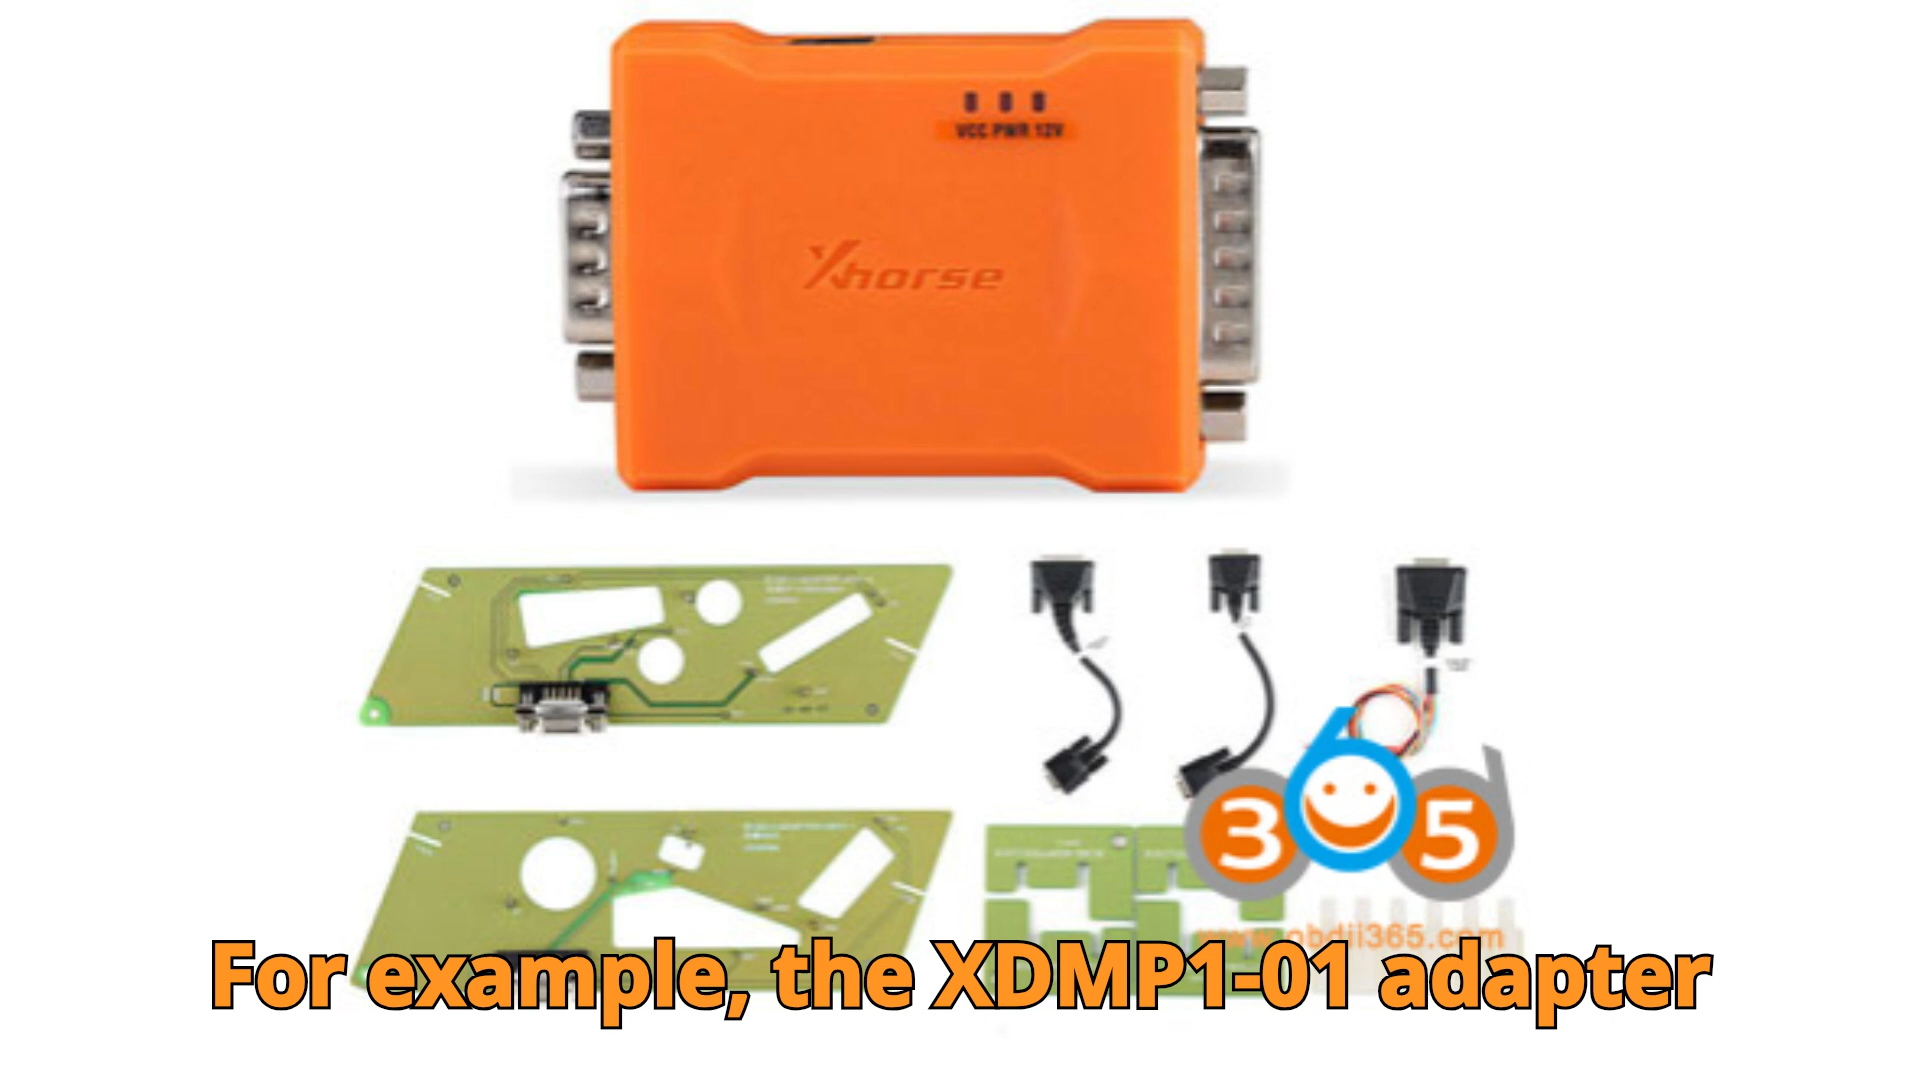 VCC PWR 12V
Xhorse
365
www.obdii365.com
For example, the XDMP1-01 adapter